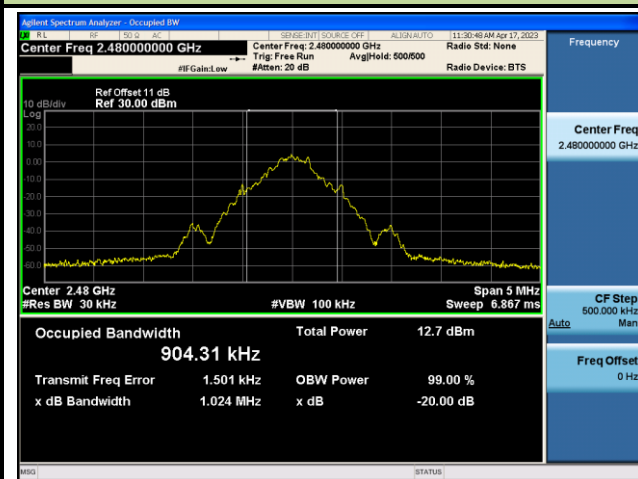 Agilent Spectrum Analyzer - Occupied BW
RL RF 50 Ω AC SENSE:INT SOURCE OFF ALIGNAUTO 11:30:48 AM Apr 17, 2023
Center Freq 2.480000000 GHz Center Freq: 2.480000000 GHz Radio Std: None
Trig: Free Run Avg|Hold: 500/500
#IFGain:Low #Atten: 20 dB Radio Device: BTS
Ref Offset 11 dB
10 dB/div Ref 30.00 dBm
Log
20.0
10.0
0.00
-10.0
-20.0
-30.0
-40.0
-50.0
-60.0
Center 2.48 GHz Span 5 MHz
#Res BW 30 kHz #VBW 100 kHz Sweep 6.867 ms
Occupied Bandwidth Total Power 12.7 dBm
904.31 kHz
Transmit Freq Error 1.501 kHz OBW Power 99.00 %
x dB Bandwidth 1.024 MHz x dB -20.00 dB
MSG STATUS
Frequency
Center Freq
2.480000000 GHz
CF Step
500.000 kHz
Auto Man
Freq Offset
0 Hz